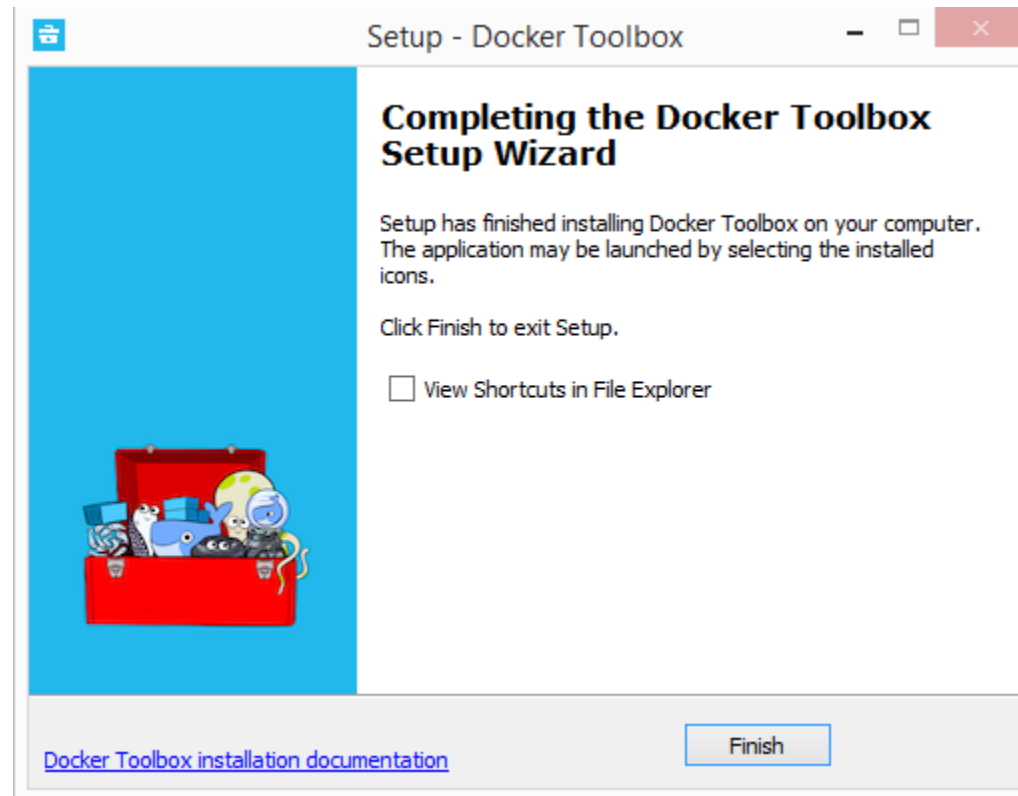 Setup - Docker Toolbox
Completing the Docker Toolbox
Setup Wizard
Setup has finished installing Docker Toolbox on your computer.
The application may be launched by selecting the installed
icons.
Click Finish to exit Setup.
View Shortcuts in File Explorer
Docker Toolbox installation documentation
Finish